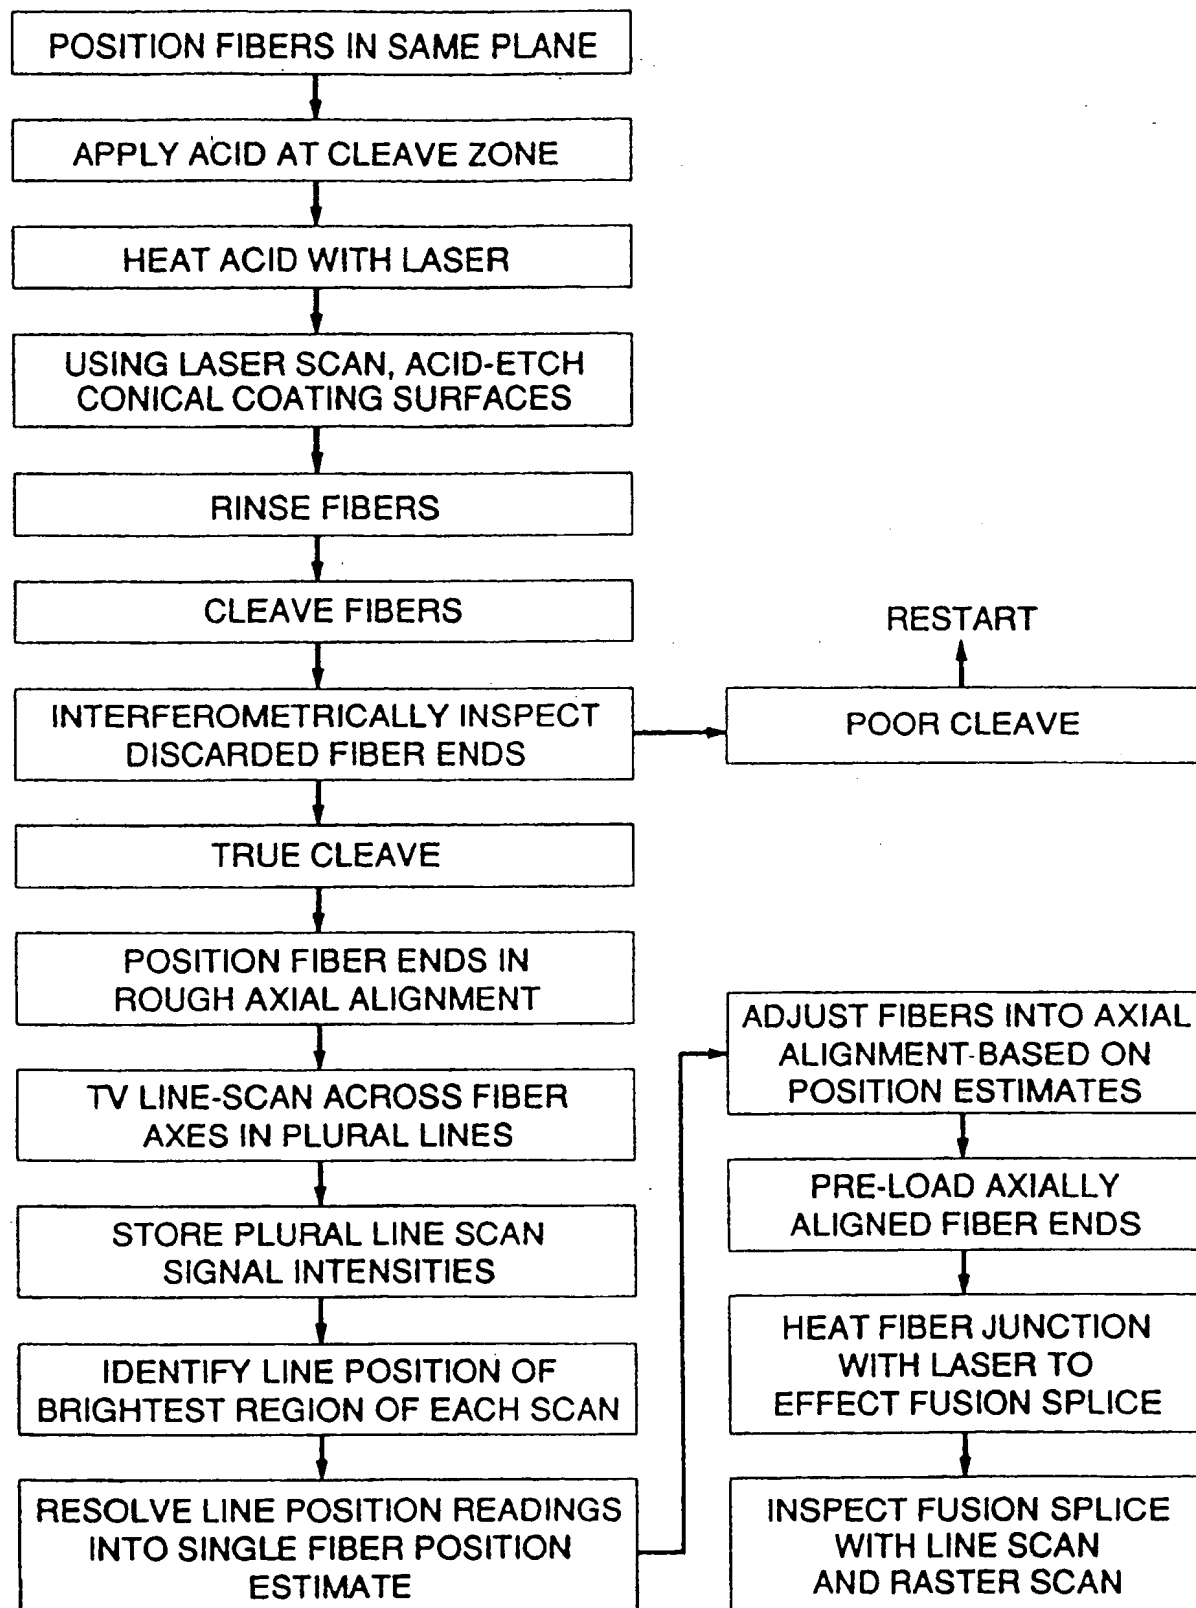 POSITION FIBERS IN SAME PLANE
APPLY ACID AT CLEAVE ZONE
HEAT ACID WITH LASER
USING LASER SCAN, ACID-ETCH
CONICAL COATING SURFACES
RINSE FIBERS
CLEAVE FIBERS
INTERFEROMETRICALLY INSPECT
DISCARDED FIBER ENDS
RESTART
POOR CLEAVE
TRUE CLEAVE
POSITION FIBER ENDS IN
ROUGH AXIAL ALIGNMENT
TV LINE-SCAN ACROSS FIBER
AXES IN PLURAL LINES
STORE PLURAL LINE SCAN
SIGNAL INTENSITIES
IDENTIFY LINE POSITION OF
BRIGHTEST REGION OF EACH SCAN
RESOLVE LINE POSITION READINGS
INTO SINGLE FIBER POSITION
ESTIMATE
ADJUST FIBERS INTO AXIAL
ALIGNMENT-BASED ON
POSITION ESTIMATES
PRE-LOAD AXIALLY
ALIGNED FIBER ENDS
HEAT FIBER JUNCTION
WITH LASER TO
EFFECT FUSION SPLICE
INSPECT FUSION SPLICE
WITH LINE SCAN
AND RASTER SCAN